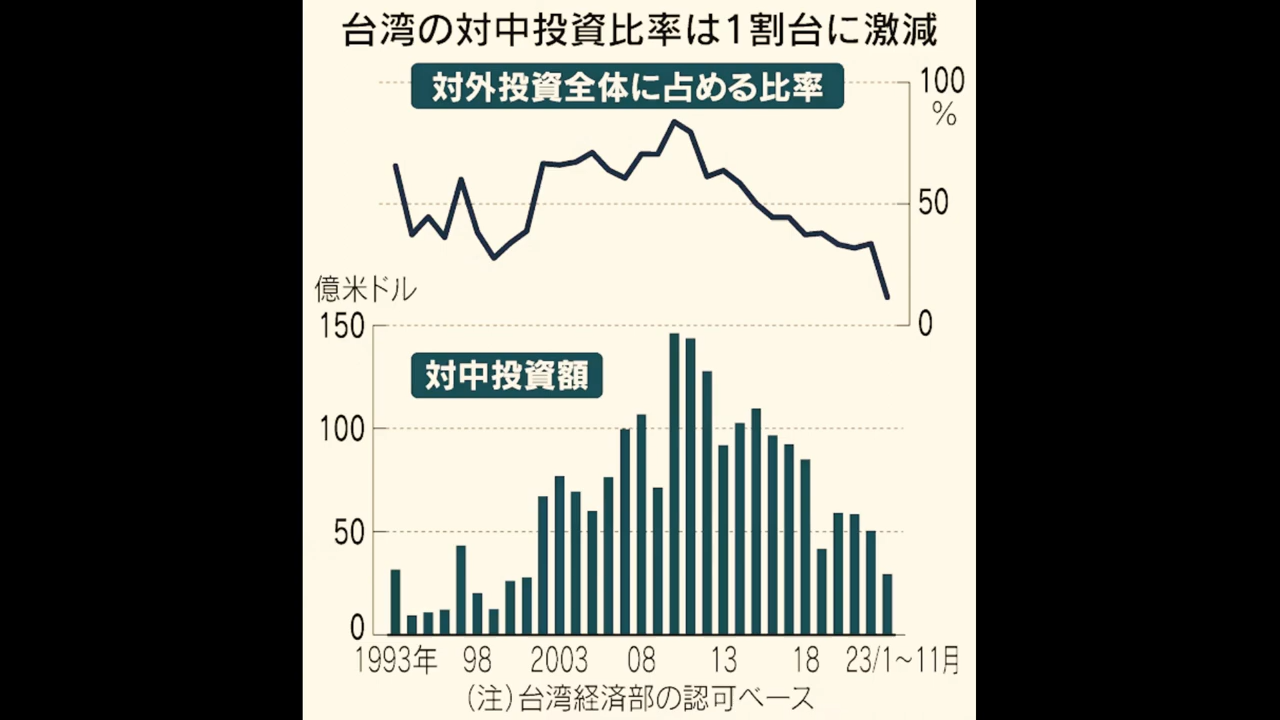 台湾の対中投資比率は1割台に激減
対外投資全体に占める比率
100
%
50
0
億米ドル
150
対中投資額
100
50
0
1993年 98 2003 08 13 18 23/1~11月
(注)台湾経済部の認可ベース